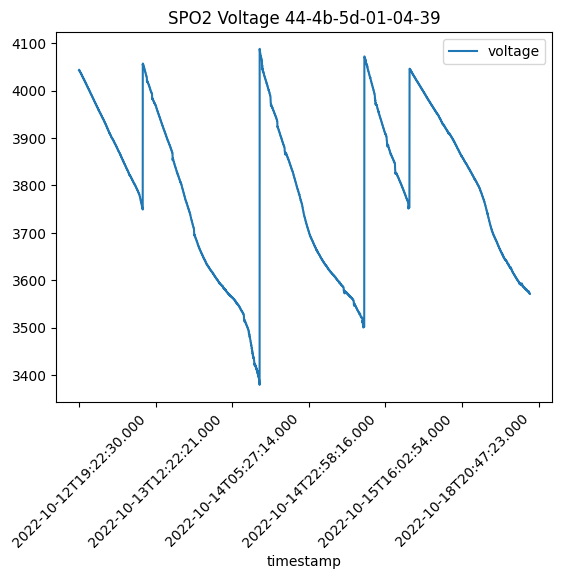 SPO2 Voltage 44-4b-5d-01-04-39
voltage
4100
4000
3900
3800
3700
3600
3500
3400
2022-10-12T19:22:30.000
2022-10-13T12:22:21.000
2022-10-14T05:27:14.000
2022-10-14T22:58:16.000
2022-10-15T16:02:54.000
2022-10-18T20:47:23.000
timestamp